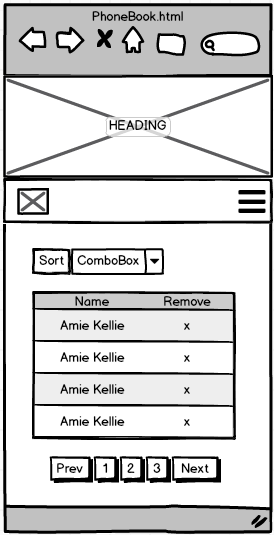 PhoneBook.html
HEADING
Sort ComboBox
Name Remove
Amie Kellie x
Amie Kellie x
Amie Kellie x
Amie Kellie x
Prev 1 2 3 Next